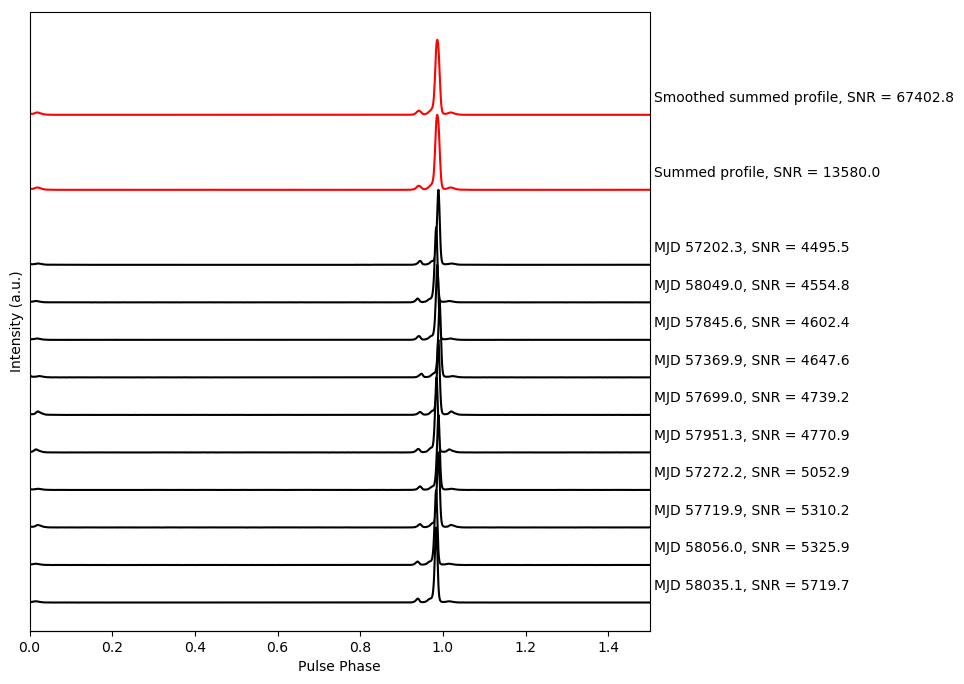 Smoothed summed profile, SNR = 67402.8
Summed profile, SNR = 13580.0
MJD 57202.3, SNR = 4495.5
MJD 58049.0, SNR = 4554.8
MJD 57845.6, SNR = 4602.4
MJD 57369.9, SNR = 4647.6
MJD 57699.0, SNR = 4739.2
MJD 57951.3, SNR = 4770.9
MJD 57272.2, SNR = 5052.9
MJD 57719.9, SNR = 5310.2
MJD 58056.0, SNR = 5325.9
MJD 58035.1, SNR = 5719.7
Intensity (a.u.)
0.0 0.2 0.4 0.6 0.8 1.0 1.2 1.4
Pulse Phase